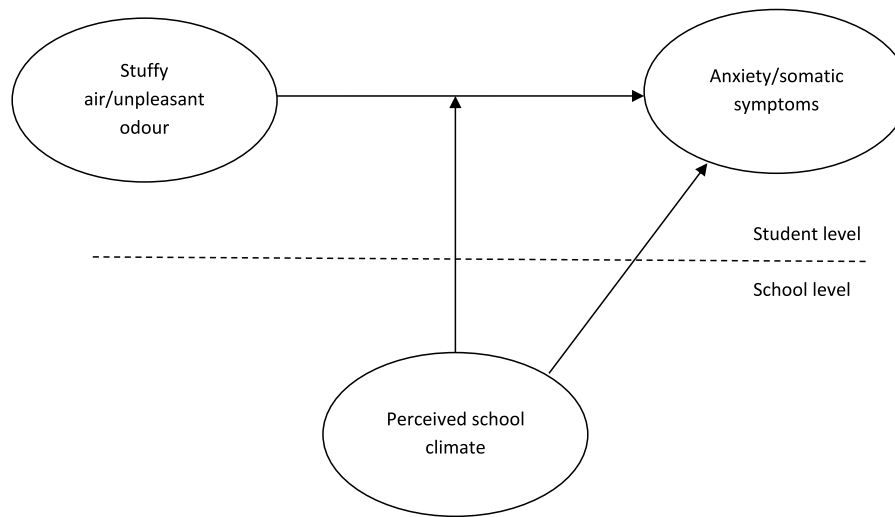 Stuffy
air/unpleasant
odour
Anxiety/somatic
symptoms
Student level
School level
Perceived school
climate